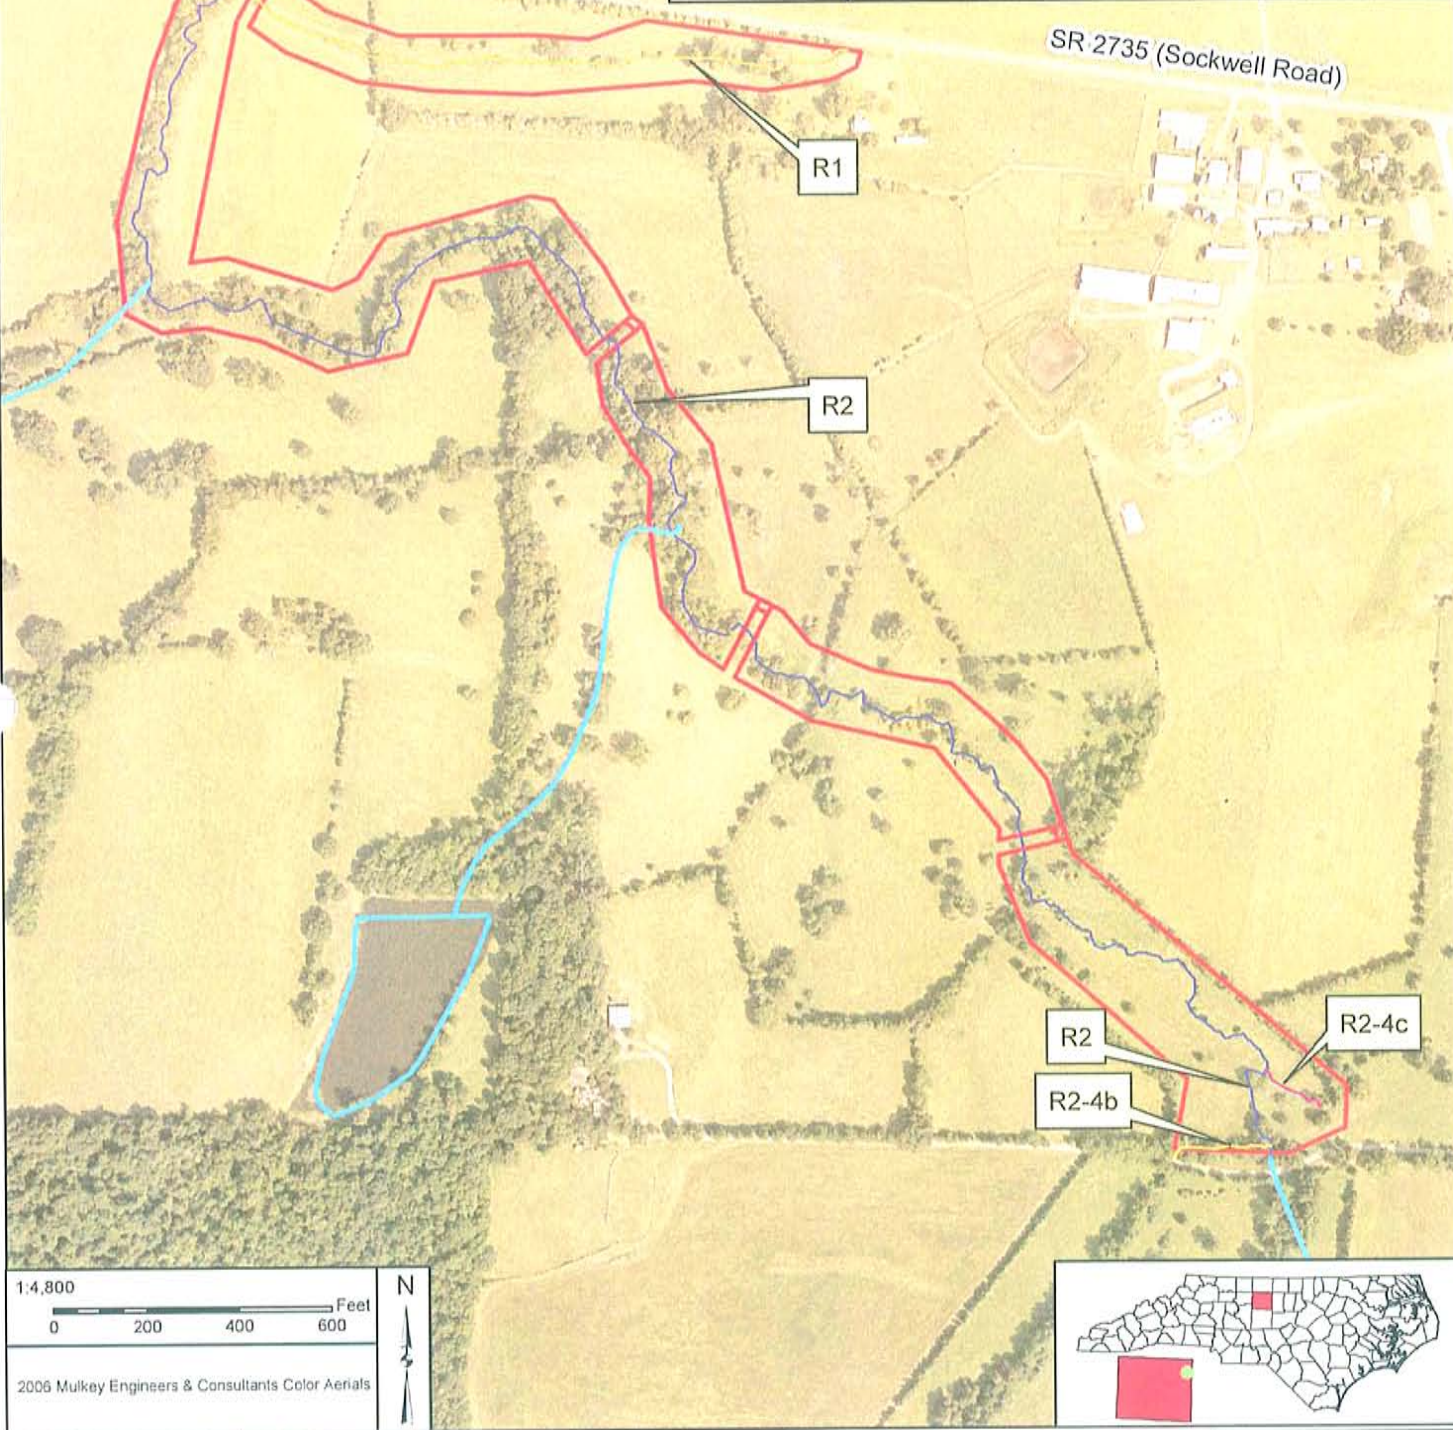 SR 2735 (Sockwell Road)
R1
R2
R2-4c
R2
R2-4b
1:4,800
Feet
0 200 400 600
N
2006 Mulkey Engineers & Consultants Color Aerials